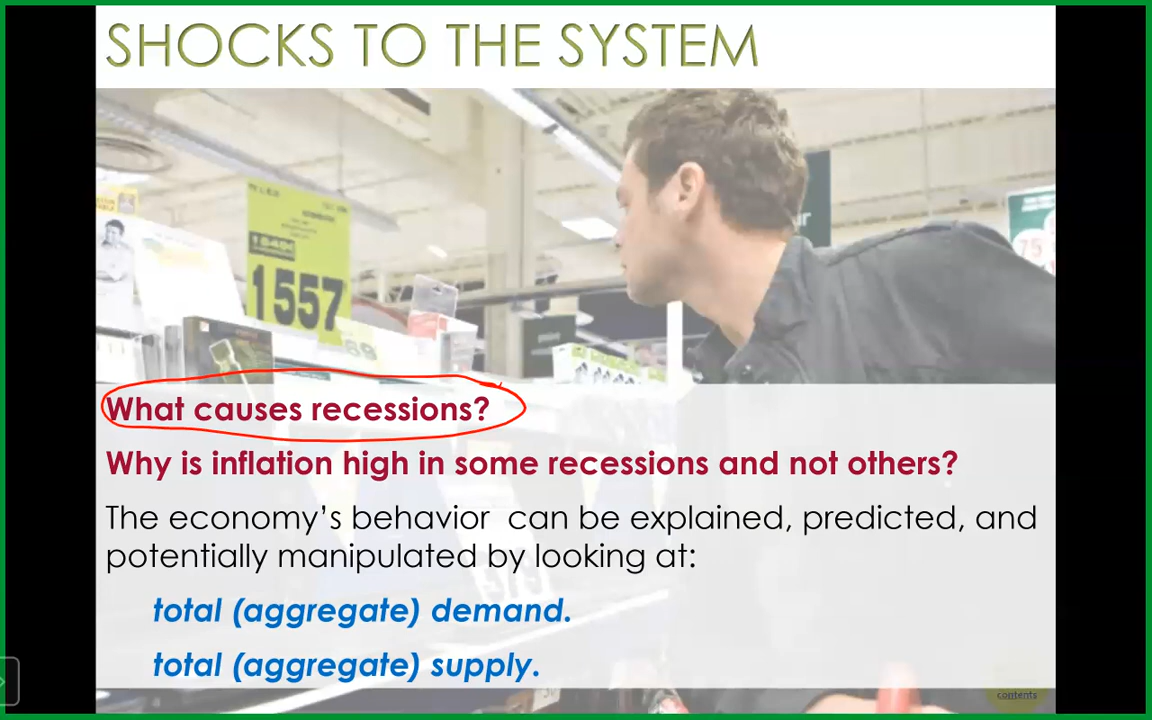 SHOCKS TO THE SYSTEM
1557
75
What causes recessions?
Why is inflation high in some recessions and not others?
The economy’s behavior can be explained, predicted, and
potentially manipulated by looking at:
total (aggregate) demand.
total (aggregate) supply.
contents